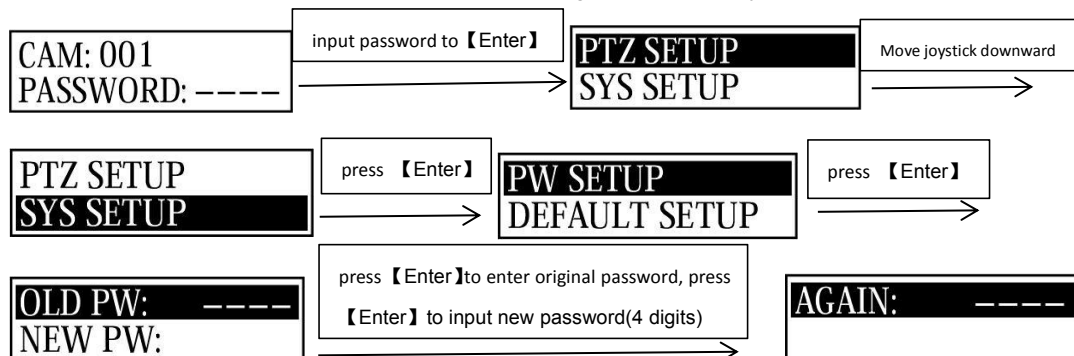 CAM: 001
PASSWORD: ----
input password to【Enter】
PTZ SETUP
SYS SETUP
Move joystick downward
PTZ SETUP
SYS SETUP
press 【Enter】
PW SETUP
DEFAULT SETUP
press 【Enter】
OLD PW: ----
NEW PW:
press【Enter】to enter original password, press
【Enter】to input new password(4 digits)
AGAIN: ----